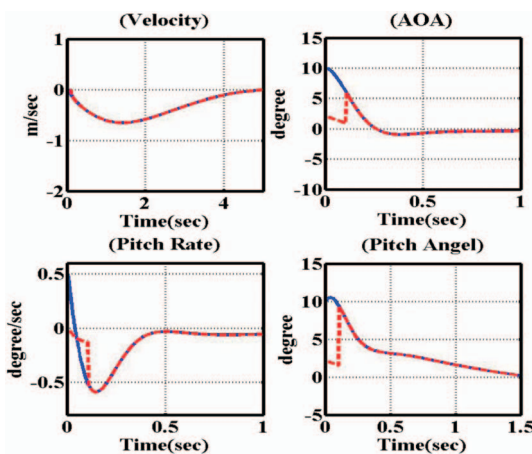 (Velocity)
1
0
-1
-2
m/sec
0
2
4
Time(sec)
(AOA)
15
10
5
0
-5
-10
degree
0
0.5
1
Time(sec)
(Pitch Rate)
0.5
0
-0.5
degree/sec
0
0.5
1
Time(sec)
(Pitch Angel)
15
10
5
0
-5
degree
0
0.5
1
1.5
Time(sec)